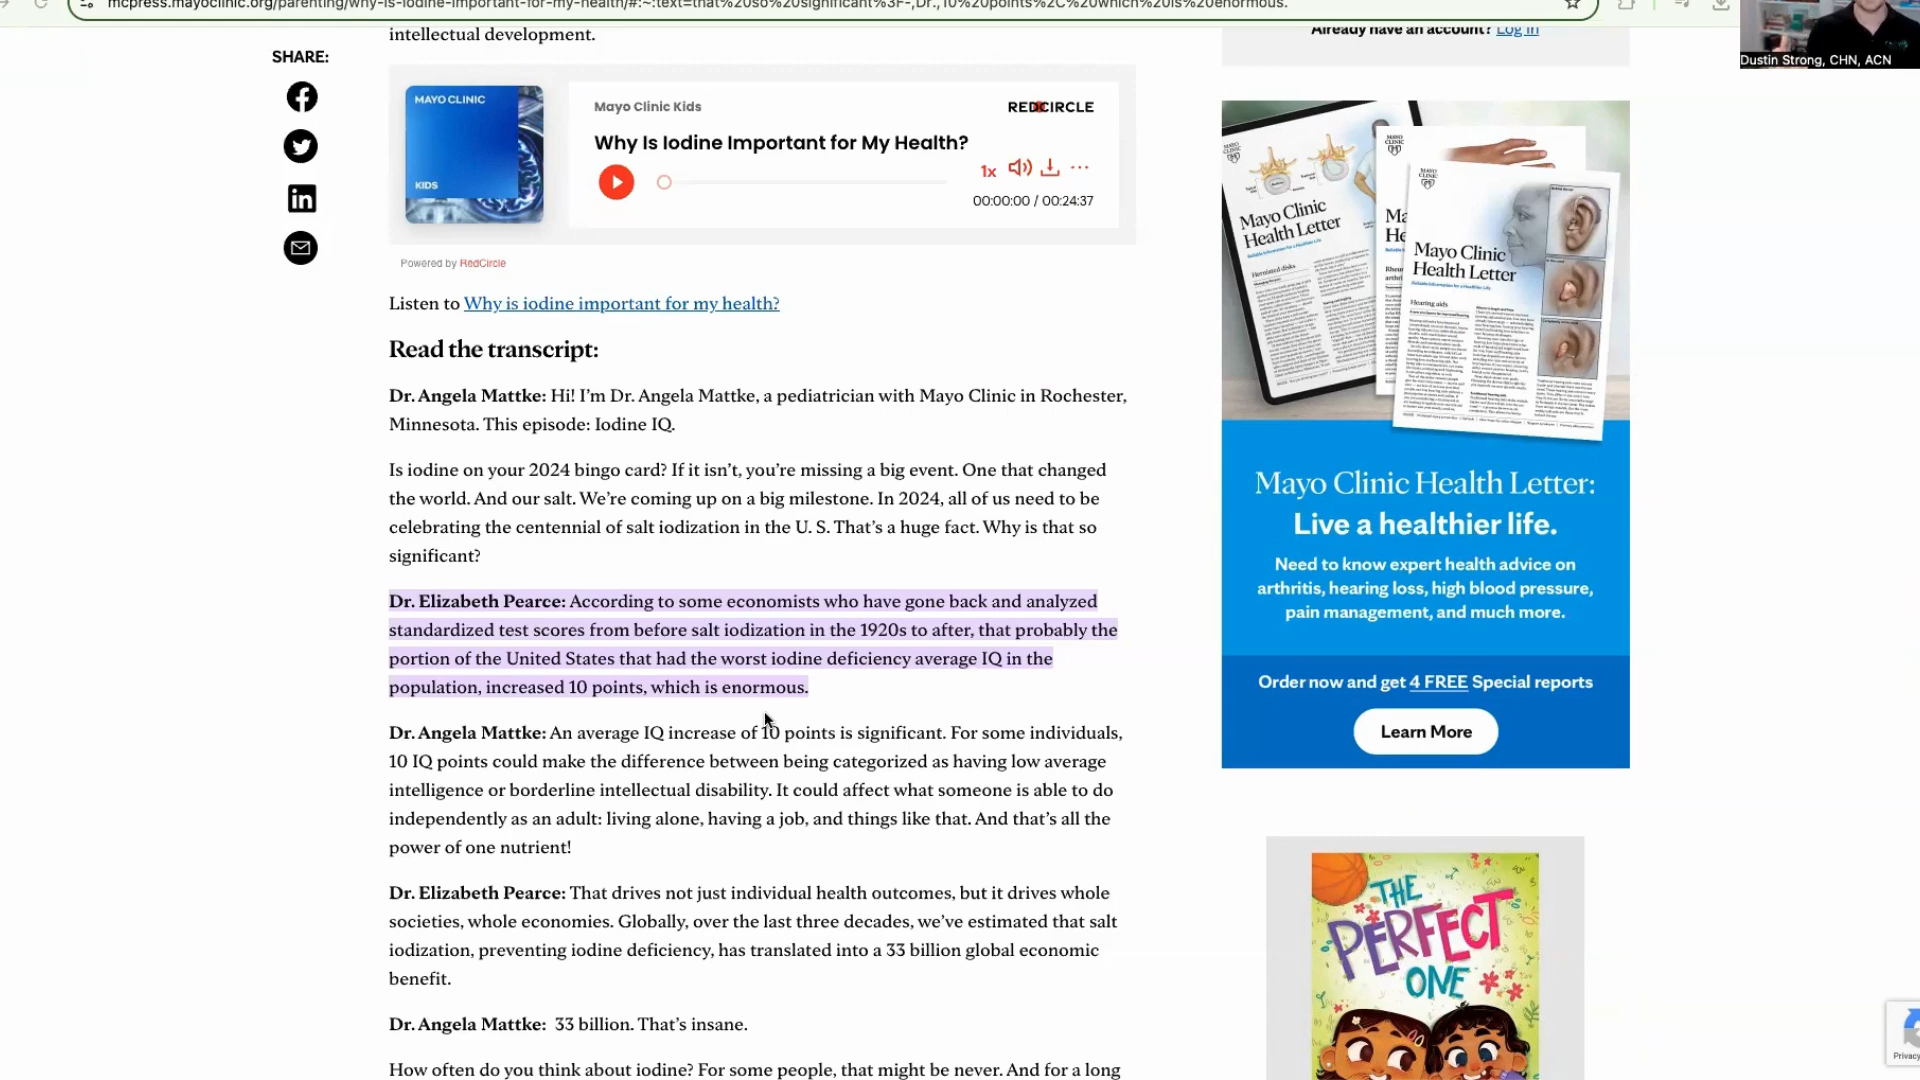 mcpress.mayoclinic.org/parenting/why-is-iodine-important-for-my-health/#:~:text=that%20so%20significant%3F-,Dr.,10%20points%2C%20which%20is%20enormous.
Dustin Strong, CHN, ACN
Already have an account? Log In
SHARE:
intellectual development.
MAYO CLINIC
KIDS
Mayo Clinic Kids
REDCIRCLE
Why Is Iodine Important for My Health?
1x
00:00:00 / 00:24:37
Powered by RedCircle
Listen to Why is iodine important for my health?
Read the transcript:
Dr. Angela Mattke: Hi! I’m Dr. Angela Mattke, a pediatrician with Mayo Clinic in Rochester,
Minnesota. This episode: Iodine IQ.
Is iodine on your 2024 bingo card? If it isn’t, you’re missing a big event. One that changed
the world. And our salt. We’re coming up on a big milestone. In 2024, all of us need to be
celebrating the centennial of salt iodization in the U. S. That’s a huge fact. Why is that so
significant?
Dr. Elizabeth Pearce: According to some economists who have gone back and analyzed
standardized test scores from before salt iodization in the 1920s to after, that probably the
portion of the United States that had the worst iodine deficiency average IQ in the
population, increased 10 points, which is enormous.
Dr. Angela Mattke: An average IQ increase of 10 points is significant. For some individuals,
10 IQ points could make the difference between being categorized as having low average
intelligence or borderline intellectual disability. It could affect what someone is able to do
independently as an adult: living alone, having a job, and things like that. And that’s all the
power of one nutrient!
Dr. Elizabeth Pearce: That drives not just individual health outcomes, but it drives whole
societies, whole economies. Globally, over the last three decades, we’ve estimated that salt
iodization, preventing iodine deficiency, has translated into a 33 billion global economic
benefit.
Dr. Angela Mattke: 33 billion. That’s insane.
How often do you think about iodine? For some people, that might be never. And for a long
MAYO CLINIC
Mayo Clinic
Health Letter
Herniated disks
MAYO CLINIC
MAYO CLINIC
Mayo Clinic
Health Letter
Reliable Information for a Healthier Life
Hearing aids
Mayo Clinic Health Letter:
Live a healthier life.
Need to know expert health advice on
arthritis, hearing loss, high blood pressure,
pain management, and much more.
Order now and get 4 FREE Special reports
Learn More
THE
PERFECT
ONE
Privacy